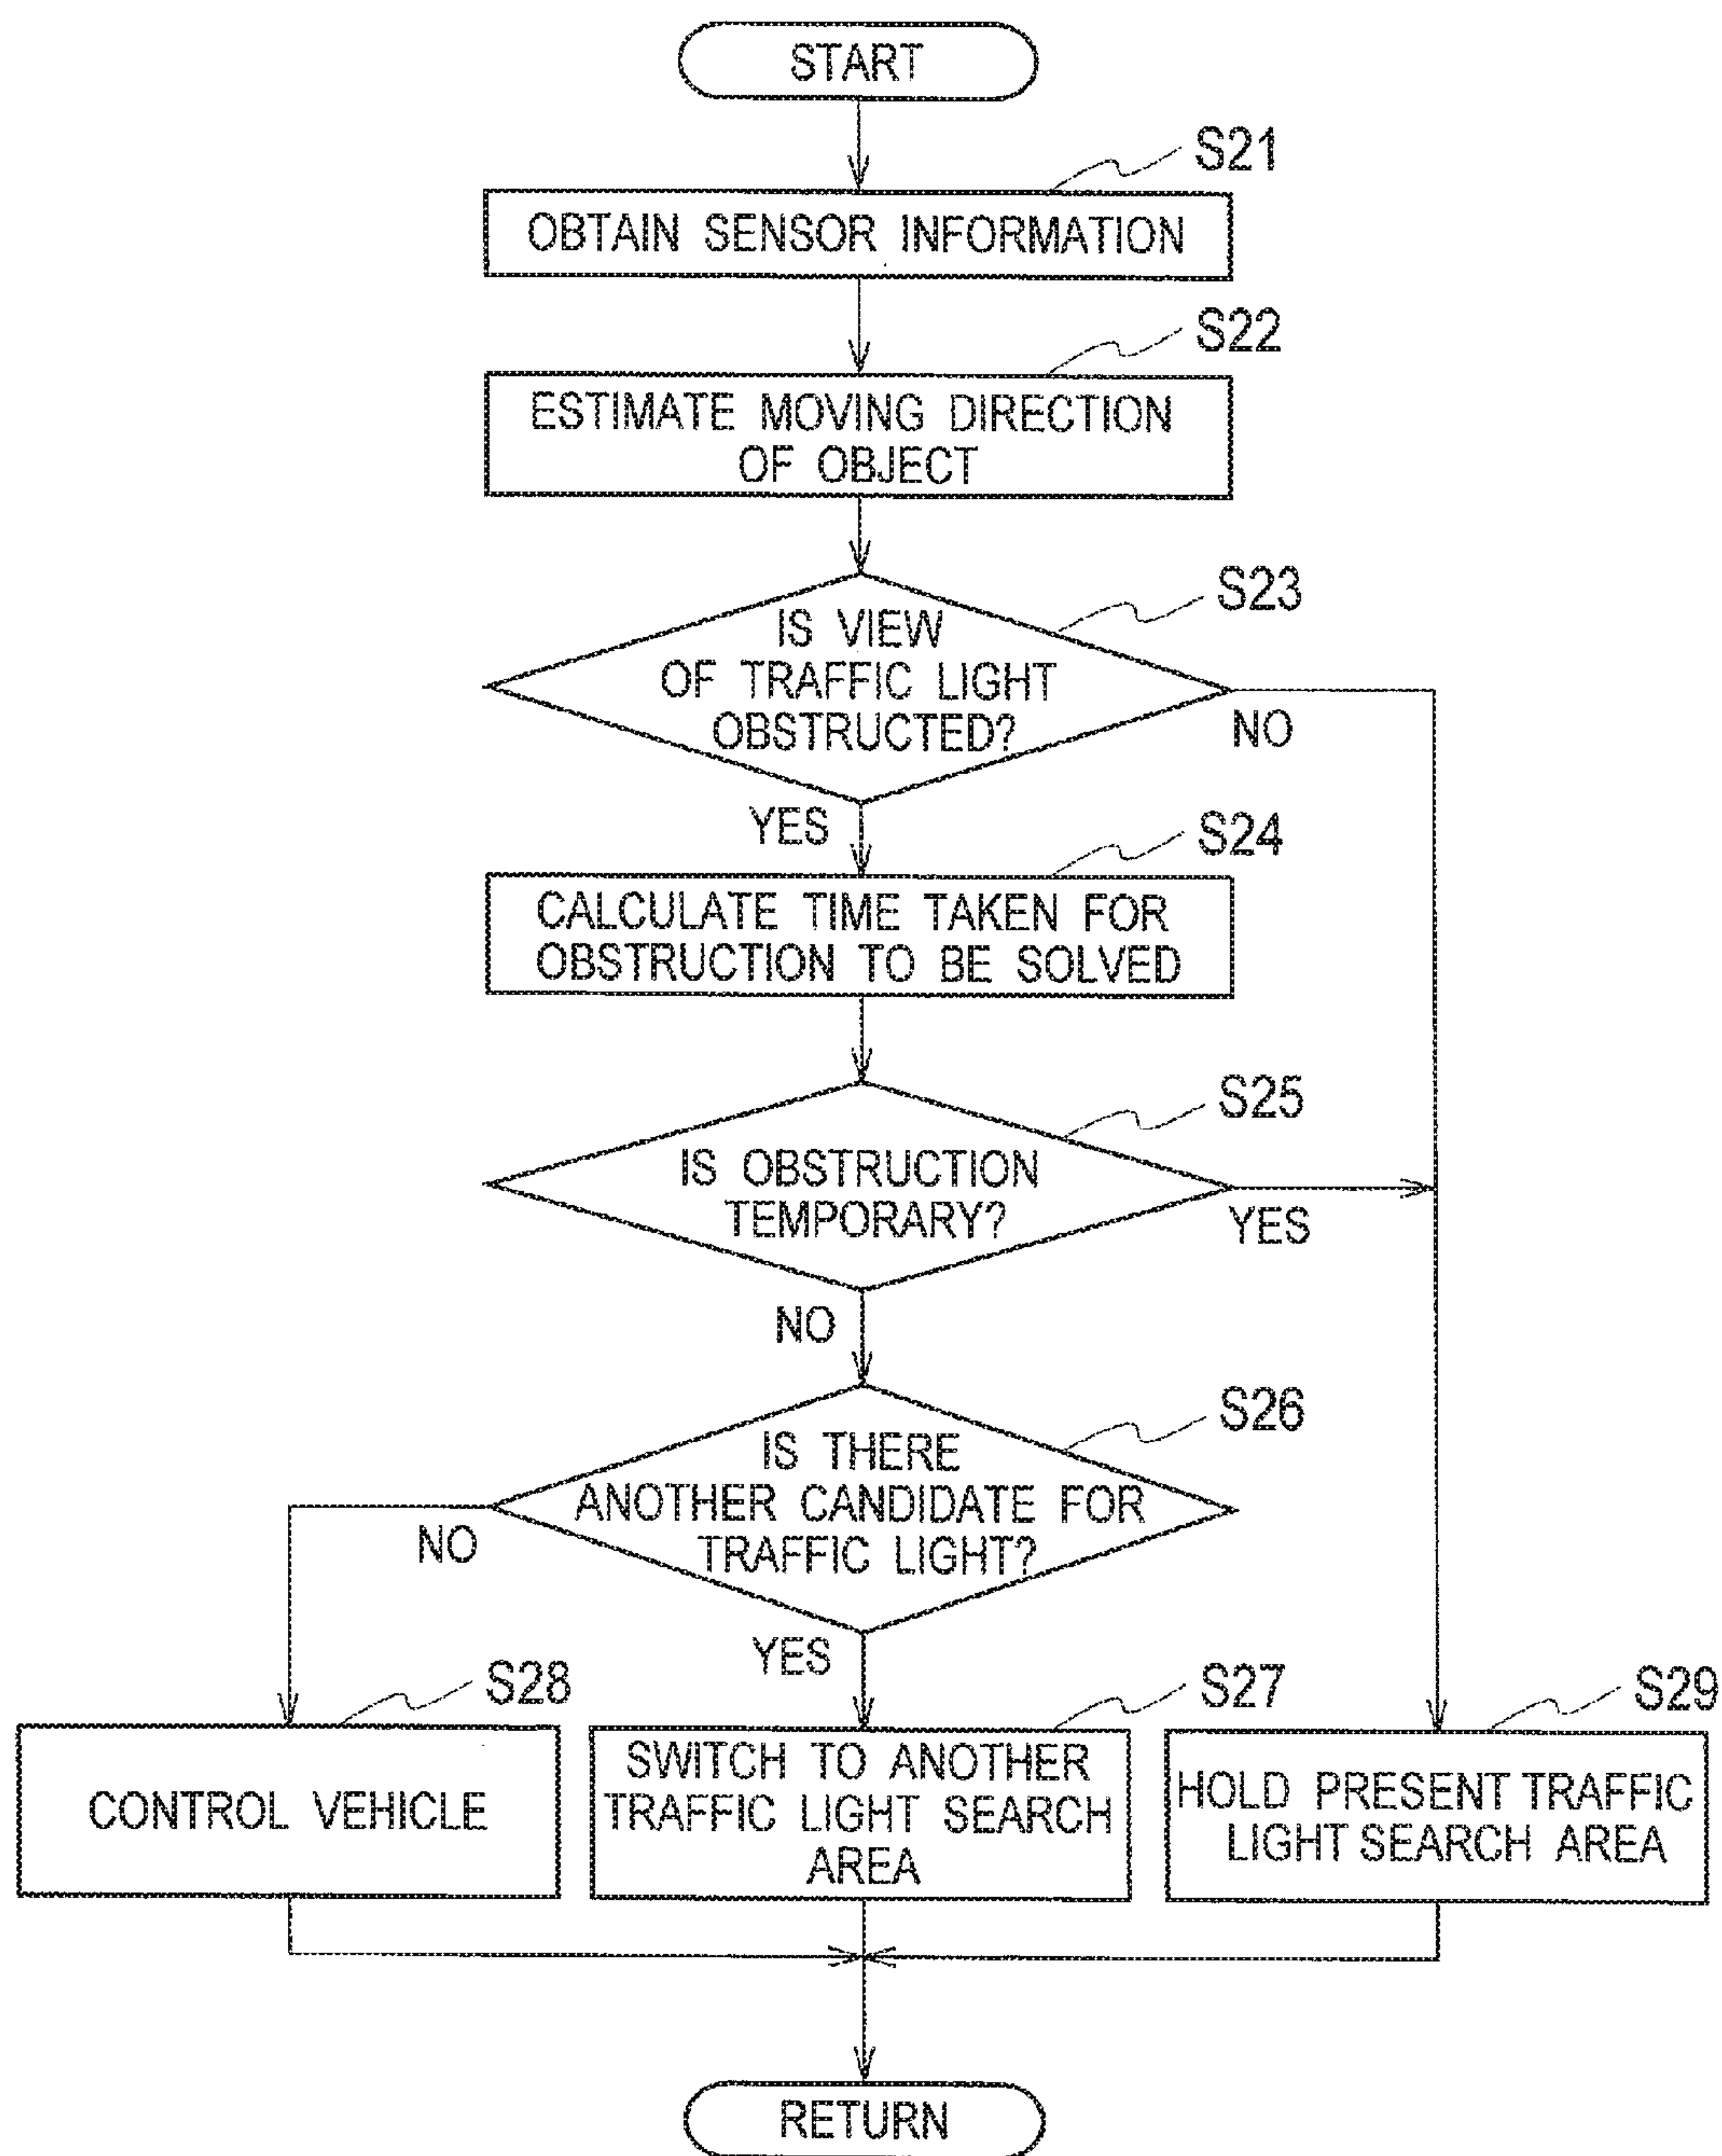 START
S21
OBTAIN SENSOR INFORMATION
S22
ESTIMATE MOVING DIRECTION
OF OBJECT
S23
IS VIEW
OF TRAFFIC LIGHT
OBSTRUCTED?
NO
YES
S24
CALCULATE TIME TAKEN FOR
OBSTRUCTION TO BE SOLVED
S25
IS OBSTRUCTION
TEMPORARY?
YES
NO
S26
IS THERE
ANOTHER CANDIDATE FOR
TRAFFIC LIGHT?
NO
YES
S28
CONTROL VEHICLE
S27
SWITCH TO ANOTHER
TRAFFIC LIGHT SEARCH
AREA
S29
HOLD PRESENT TRAFFIC
LIGHT SEARCH AREA
RETURN